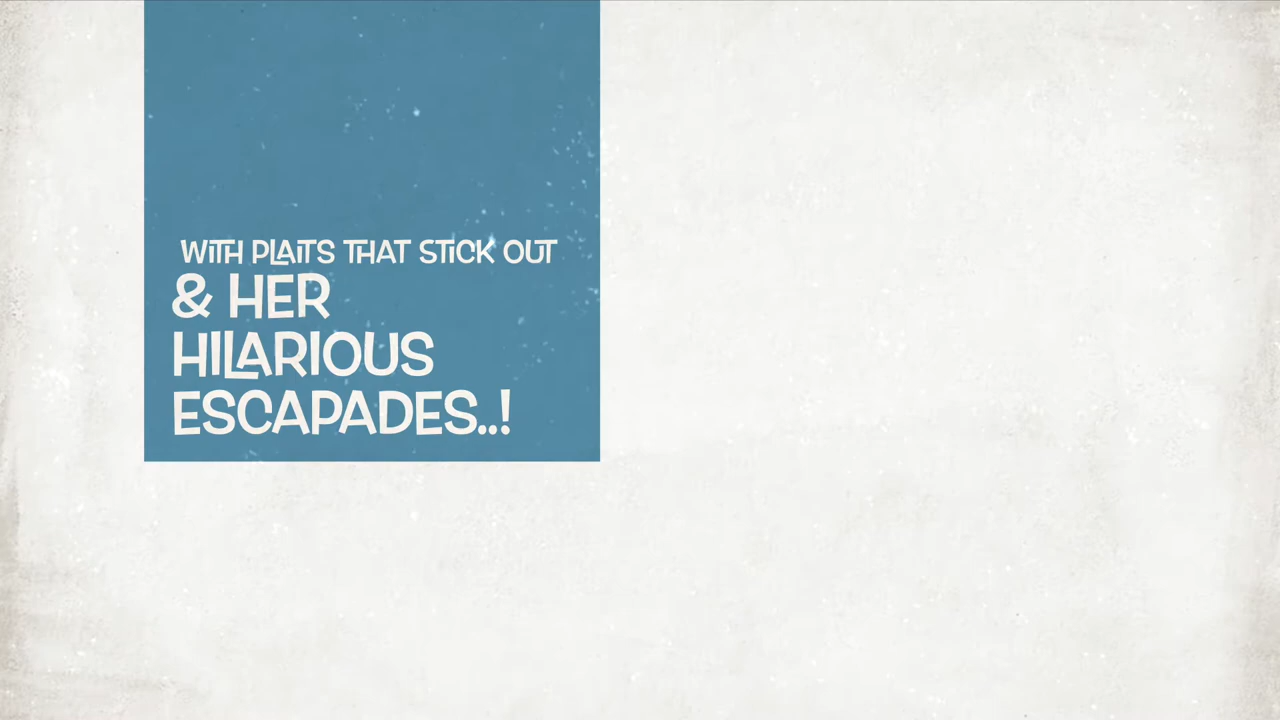 WITH PLAITS THAT STICK OUT
& HER
HILARIOUS
ESCAPADES..!